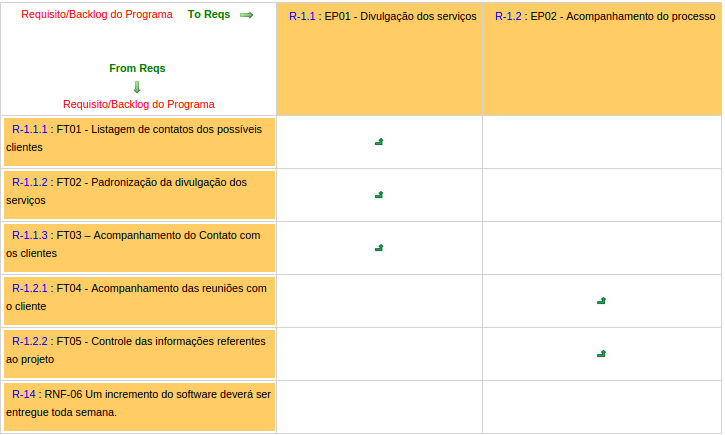 Requisito/Backlog do Programa To Reqs
From Reqs
Requisito/Backlog do Programa
R-1.1 : EP01 - Divulgação dos serviços
R-1.2 : EP02 - Acompanhamento do processo
R-1.1.1 : FT01 - Listagem de contatos dos possíveis
clientes
R-1.1.2 : FT02 - Padronização da divulgação dos
serviços
R-1.1.3 : FT03 – Acompanhamento do Contato com
os clientes
R-1.2.1 : FT04 - Acompanhamento das reuniões com
o cliente
R-1.2.2 : FT05 - Controle das informações referentes
ao projeto
R-14 : RNF-06 Um incremento do software deverá ser
entregue toda semana.